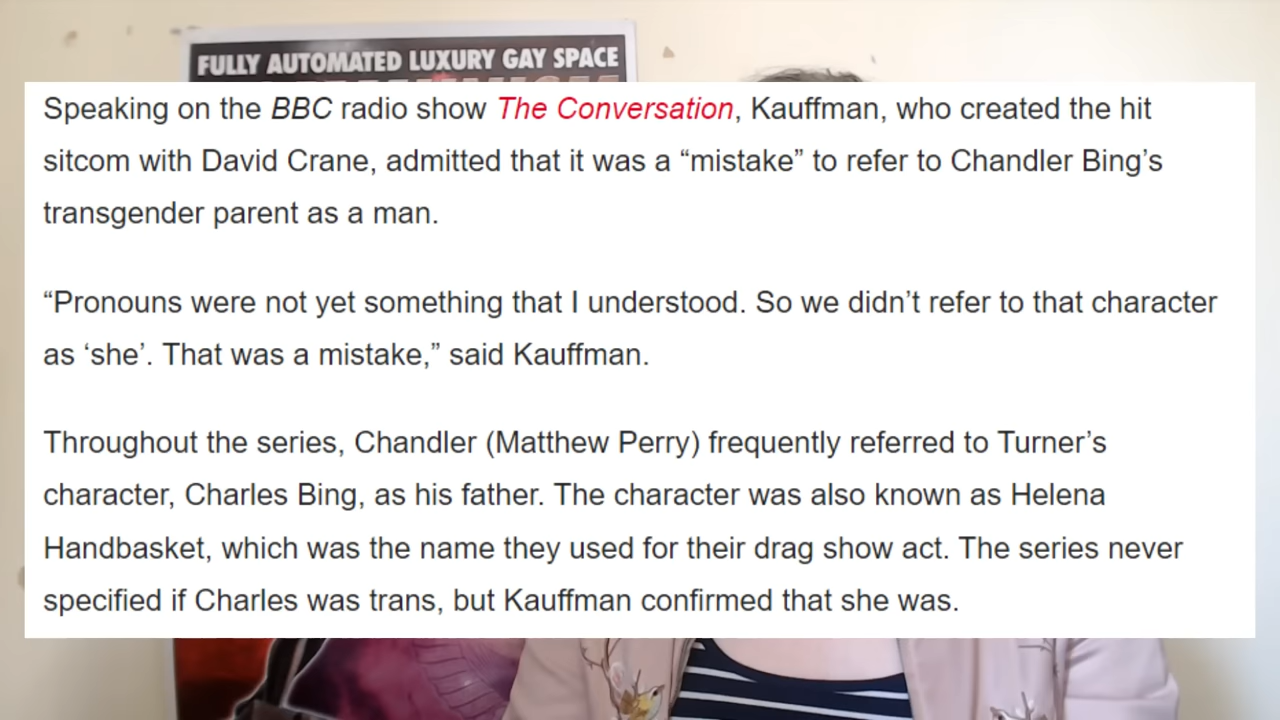 FULLY AUTOMATED LUXURY GAY SPACE
Speaking on the BBC radio show The Conversation, Kauffman, who created the hit
sitcom with David Crane, admitted that it was a “mistake” to refer to Chandler Bing’s
transgender parent as a man.
“Pronouns were not yet something that I understood. So we didn’t refer to that character
as ‘she’. That was a mistake,” said Kauffman.
Throughout the series, Chandler (Matthew Perry) frequently referred to Turner’s
character, Charles Bing, as his father. The character was also known as Helena
Handbasket, which was the name they used for their drag show act. The series never
specified if Charles was trans, but Kauffman confirmed that she was.